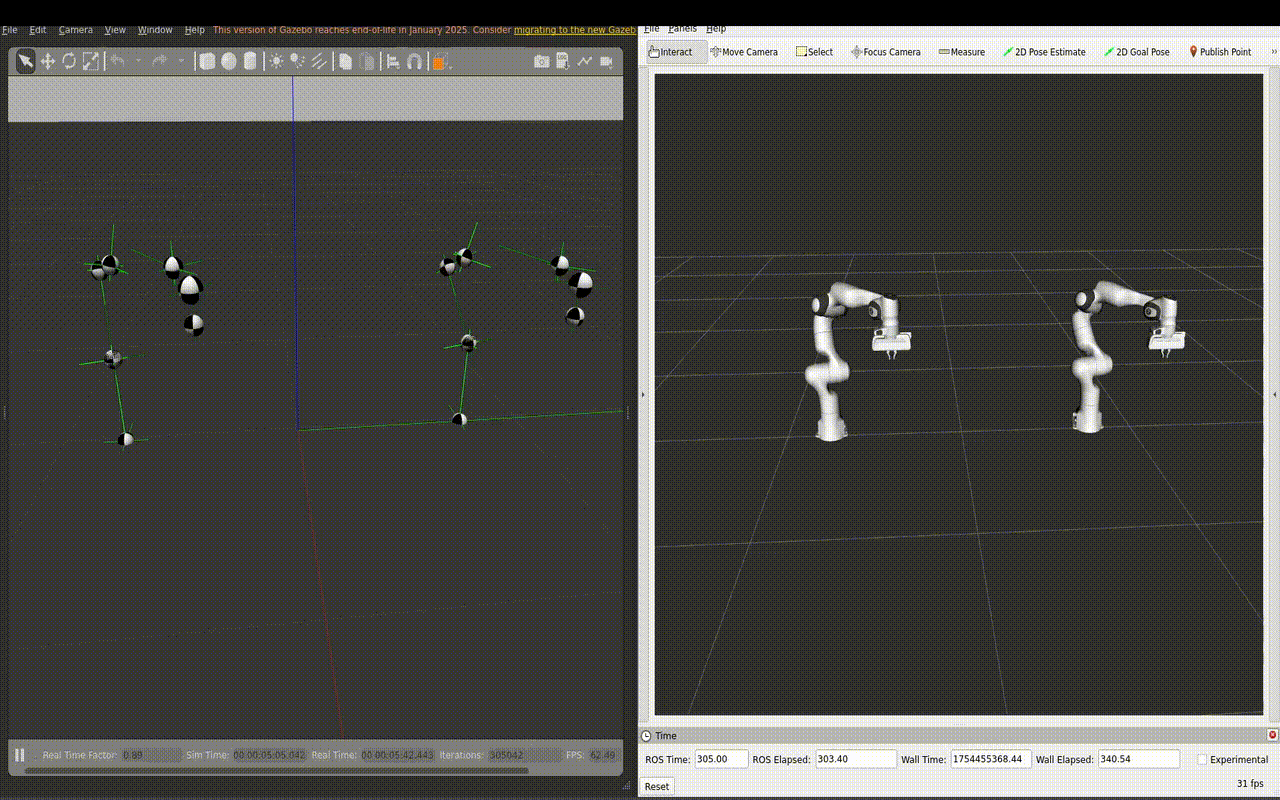 File Edit Camera View Window Help This version of Gazebo reaches end-of-life in January 2025. Consider migrating to the new Gazeb
File Panels Help
Interact Move Camera Select Focus Camera Measure 2D Pose Estimate 2D Goal Pose Publish Point »
Real Time Factor: 0.89 Sim Time: 00 00:05:05.042 Real Time: 00 00:05:42.443 Iterations: 305042 FPS: 62.49
Time
ROS Time: 305.00 ROS Elapsed: 303.40 Wall Time: 1754455368.44 Wall Elapsed: 340.54 Experimental
Reset
31 fps